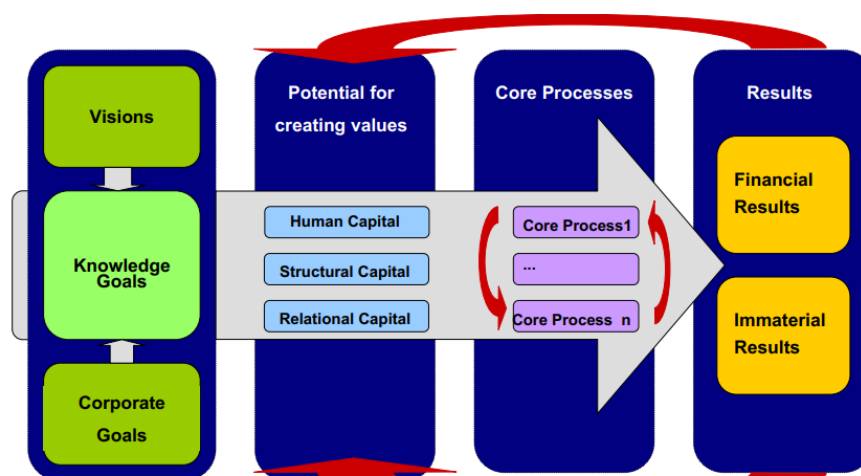 Visions
Knowledge
Goals
Corporate
Goals
Potential for
creating values
Human Capital
Structural Capital
Relational Capital
Core Processes
Core Process1
...
Core Process n
Results
Financial
Results
Immaterial
Results